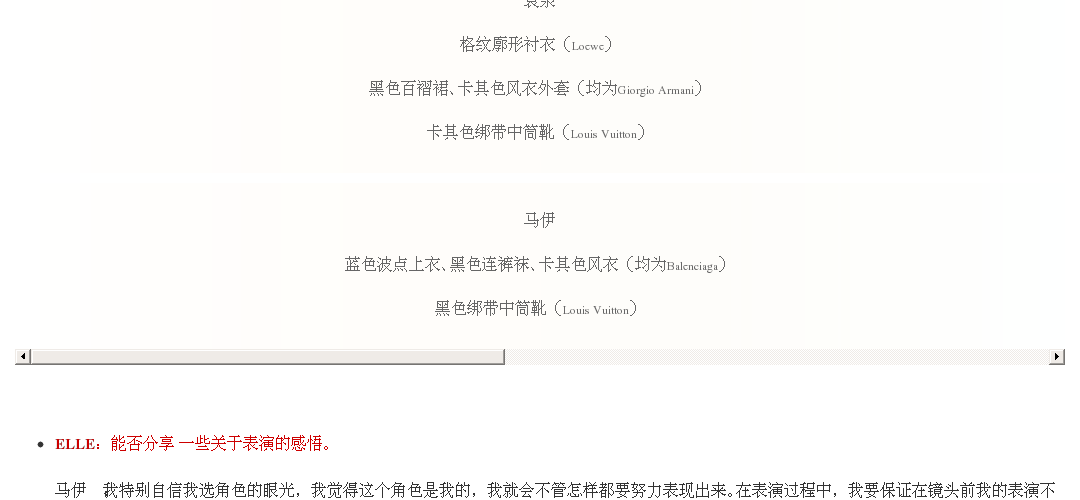 格纹廓形衬衣（Loewe）
黑色百褶裙、卡其色风衣外套（均为Giorgio Armani）
卡其色绑带中筒靴（Louis Vuitton）
马伊
蓝色波点上衣、黑色连裤袜、卡其色风衣（均为Balenciaga）
黑色绑带中筒靴（Louis Vuitton）
ELLE：能否分享 一些关于表演的感悟。
马伊　我特别自信我选角色的眼光，我觉得这个角色是我的，我就会不管怎样都要努力表现出来。在表演过程中，我要保证在镜头前我的表演不